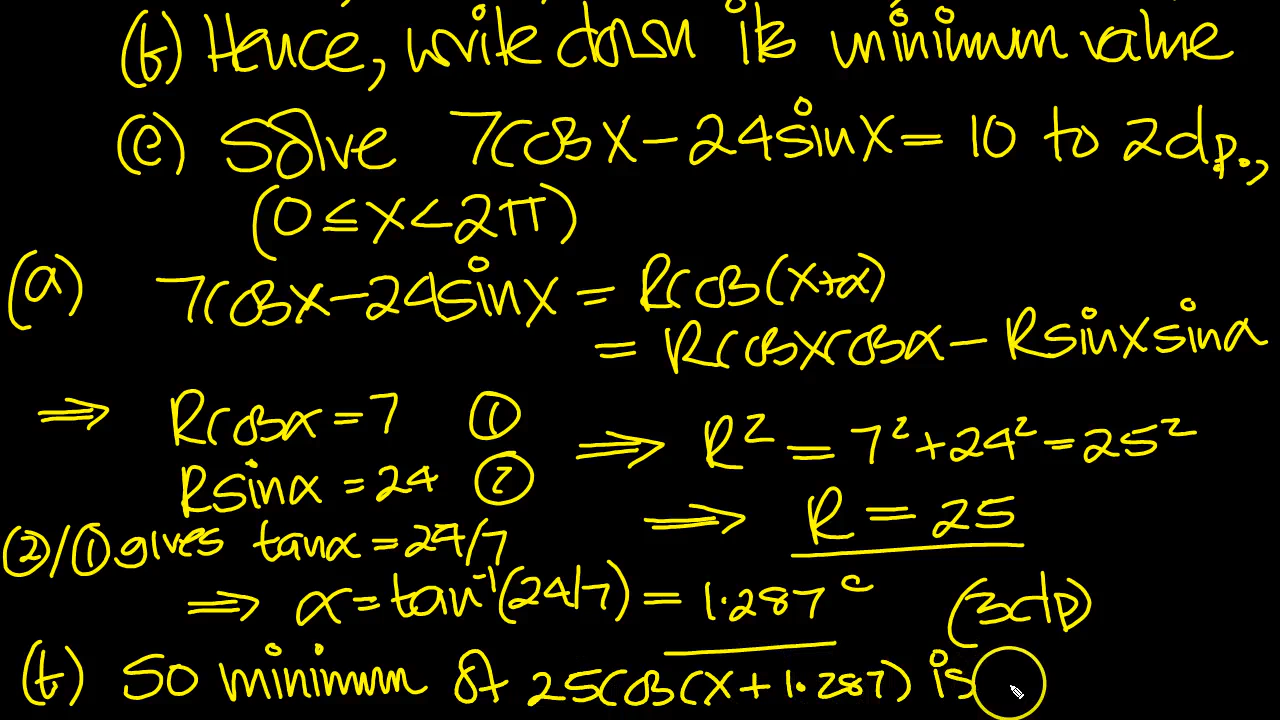 (b) Hence, write down its minimum value
(c) Solve 7cosx - 24sinx = 10 to 2dp.,
(0 ≤ x < 2π)
(a) 7cosx - 24sinx = Rcos(x+α)
= Rcosxcosα - Rsinxsinα
⇒ Rcosα = 7 ①
Rsinα = 24 ②
⇒ R² = 7² + 24² = 25²
⇒ R = 25
②/① gives tanα = 24/7
⇒ α = tan⁻¹(24/7) = 1.287ᶜ (3dp)
(b) So minimum of 25cos(x + 1.287) is